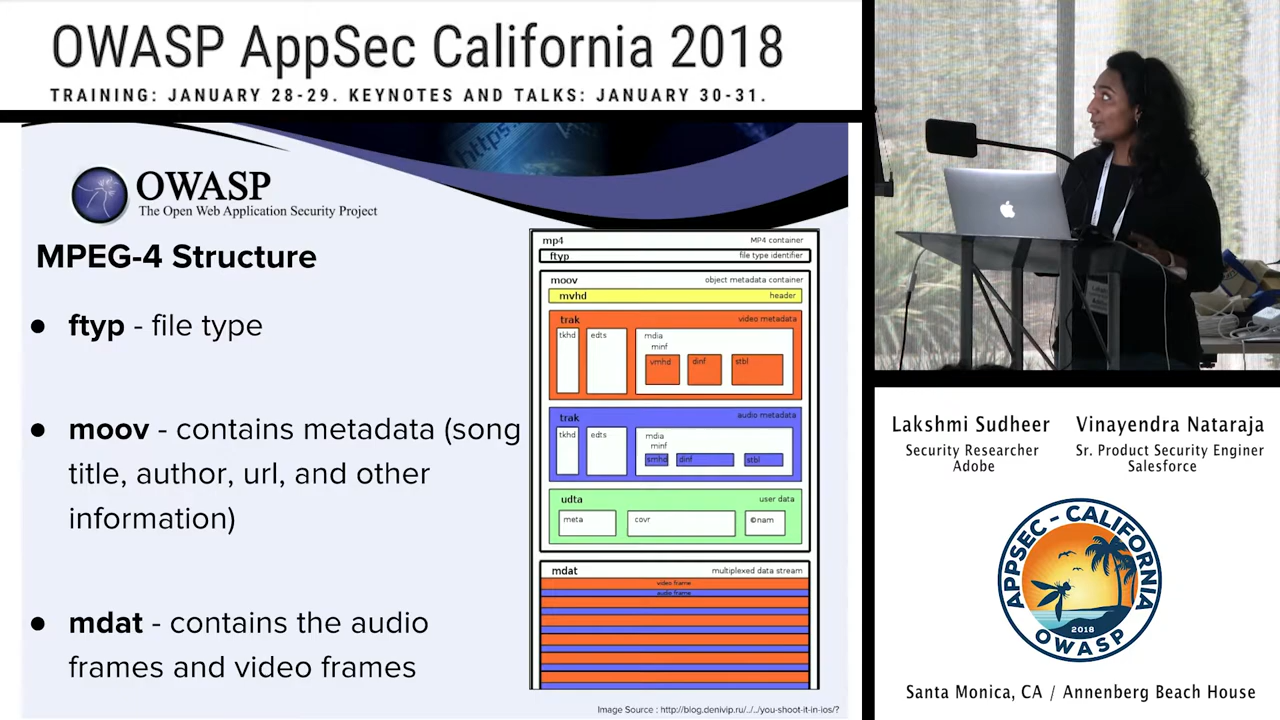 OWASP AppSec California 2018
TRAINING: JANUARY 28-29. KEYNOTES AND TALKS: JANUARY 30-31.
https:
OWASP
The Open Web Application Security Project
MPEG-4 Structure
● ftyp - file type
● moov - contains metadata (song
title, author, url, and other
information)
● mdat - contains the audio
frames and video frames
mp4 MP4 container
ftyp file type identifier
moov object metadata container
mvhd header
trak video metadata
tkhd edts mdia
minf
vmhd dinf stbl
trak audio metadata
tkhd edts mdia
minf
smhd dinf stbl
udta user data
meta covr ©nam
mdat multiplexed data stream
video frame
audio frame
Image Source : http://blog.denivip.ru/../../you-shoot-it-in-ios/?
Lakshmi Sudheer
Security Researcher
Adobe
Vinayendra Nataraja
Sr. Product Security Enginer
Salesforce
APPSEC - CALIFORNIA
2018
OWASP
Santa Monica, CA / Annenberg Beach House